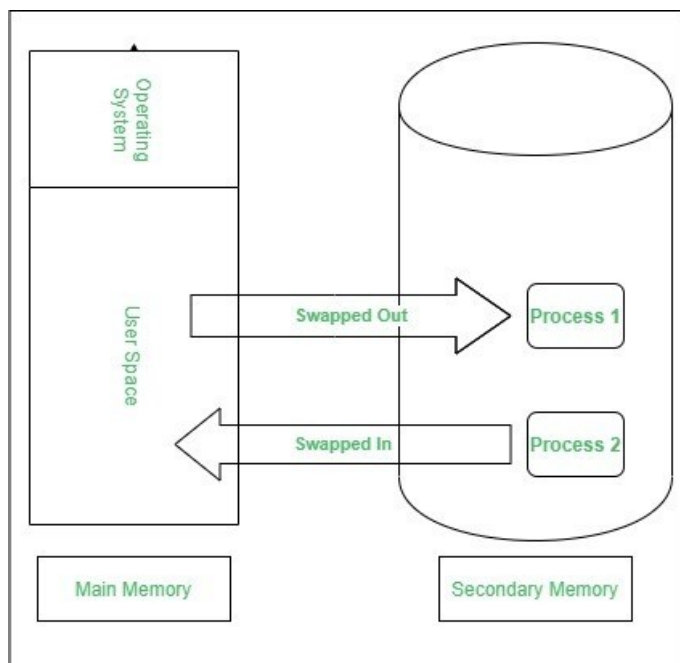 Operating
System
User Space
Swapped Out
Process 1
Swapped In
Process 2
Main Memory
Secondary Memory